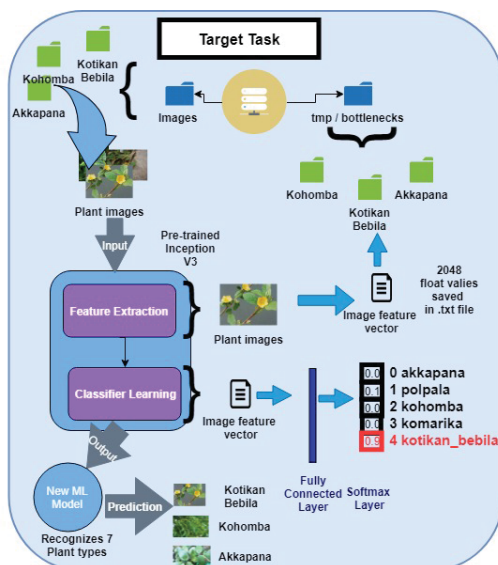 Target Task
Kohomba
Kotikan
Bebila
Akkapana
Images
tmp / bottlenecks
Kohomba
Akkapana
Kotikan
Bebila
Plant images
Input
Pre-trained
Inception
V3
Feature Extraction
Plant images
Image feature
vector
2048
float valies
saved
in .txt file
Classifier Learning
Image feature
vector
Fully
Connected
Layer
Softmax
Layer
0.0 0 akkapana
0.1 1 polpala
0.0 2 kohomba
0.0 3 komarika
0.9 4 kotikan_bebila
Output
New ML
Model
Recognizes 7
Plant types
Prediction
Kotikan
Bebila
Kohomba
Akkapana